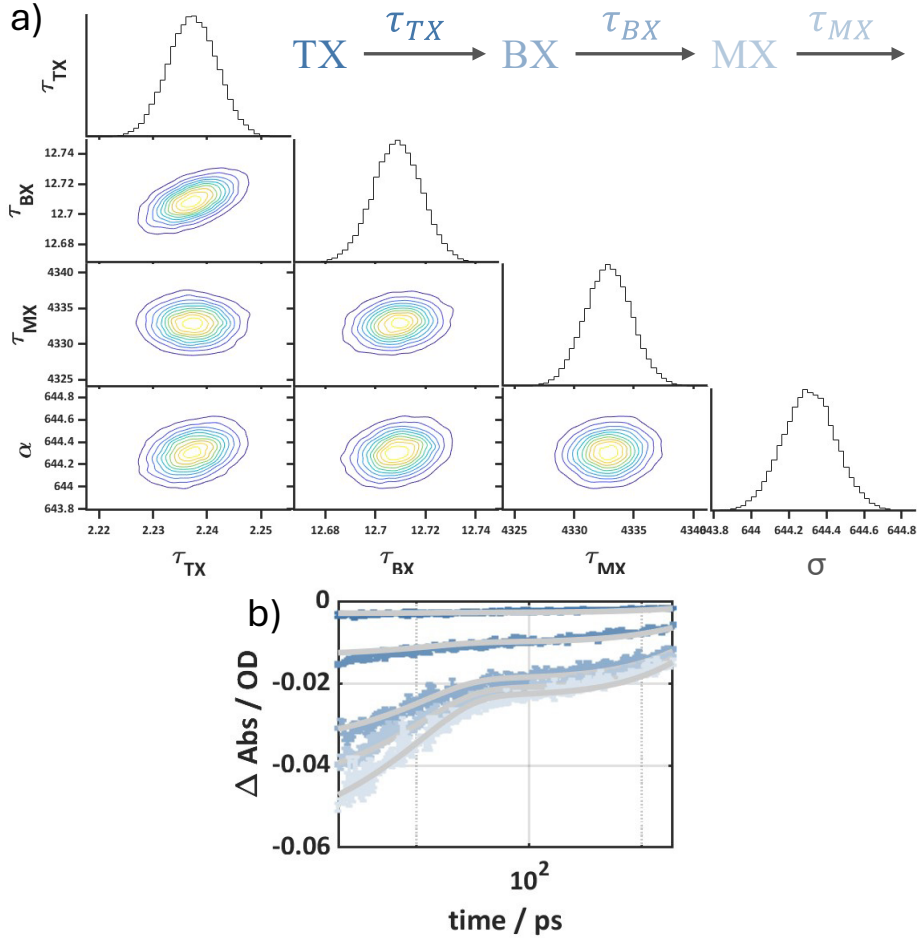 a)
TX τTX BX τBX MX τMX
τTX
12.74
12.72
12.7
12.68
τBX
4340
4335
4330
4325
τMX
644.8
644.6
644.4
644.2
644
643.8
α
2.22 2.23 2.24 2.25 12.68 12.7 12.72 12.74 4325 4330 4335 4340 643.8 644 644.2 644.4 644.6 644.8
τTX τBX τMX σ
b)
0
-0.02
-0.04
-0.06
Δ Abs / OD
10²
time / ps